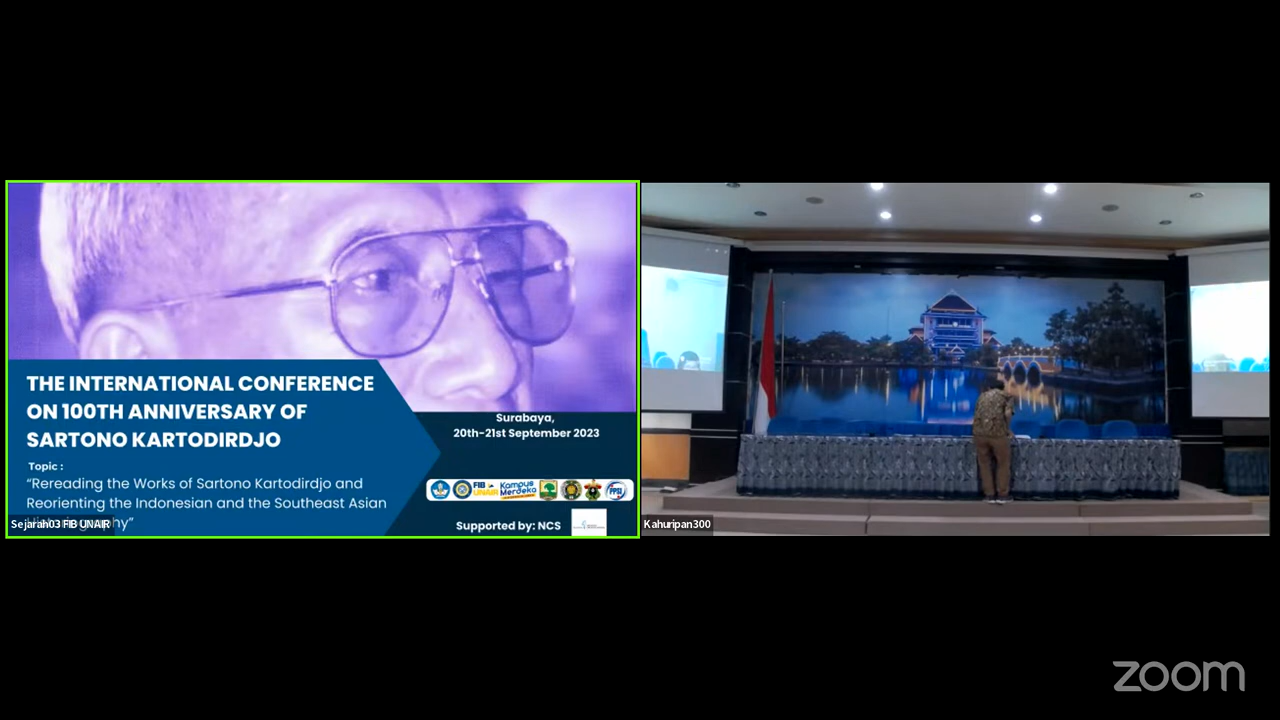 THE INTERNATIONAL CONFERENCE
ON 100TH ANNIVERSARY OF
SARTONO KARTODIRDJO
Topic :
“Rereading the Works of Sartono Kartodirdjo and
Reorienting the Indonesian and the Southeast Asian
Sejarah03 FIB UNAIR
Surabaya,
20th-21st September 2023
FIB
UNAIR
Kampus
Merdeka
PPSI
Supported by: NCS
Kahuripan300
zoom